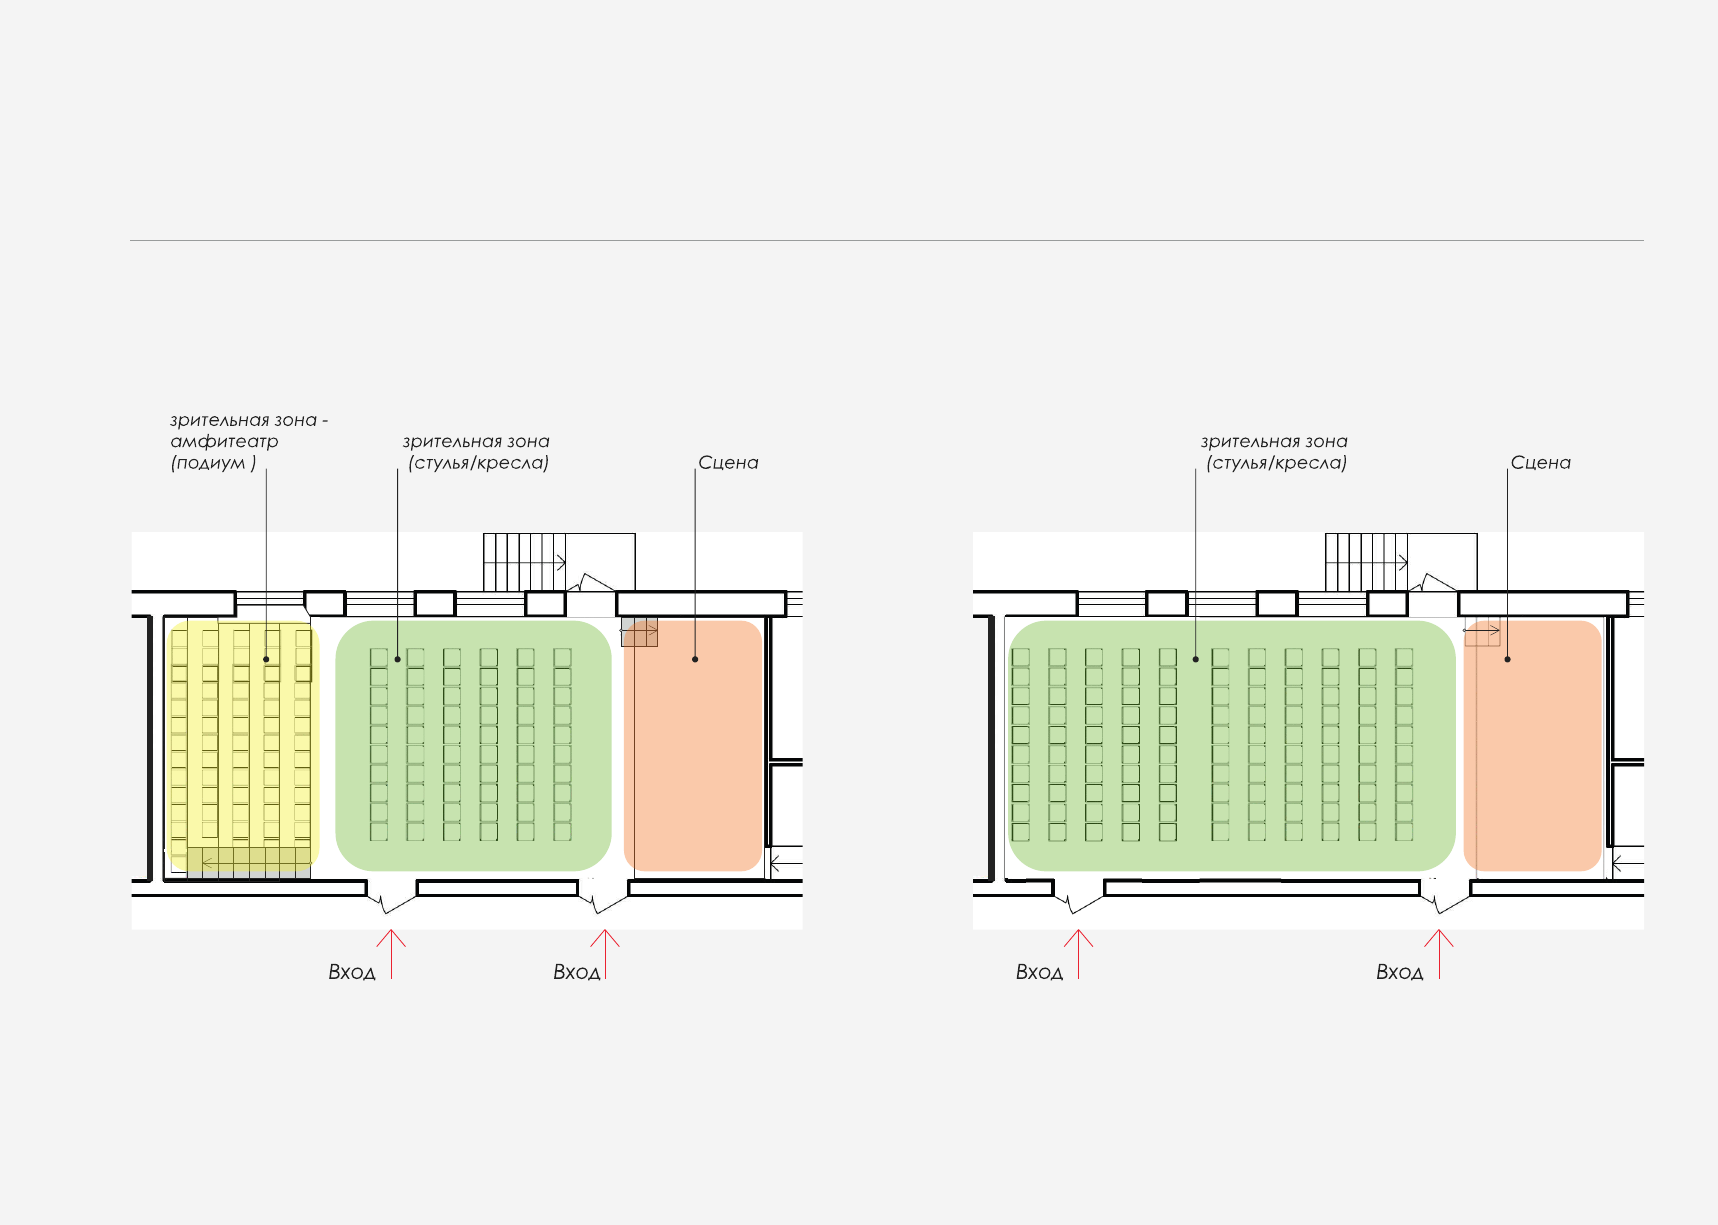 зрительная зона -
амфитеатр
(подиум )
зрительная зона
(стулья/кресла)
Сцена
зрительная зона
(стулья/кресла)
Сцена
Вход
Вход
Вход
Вход